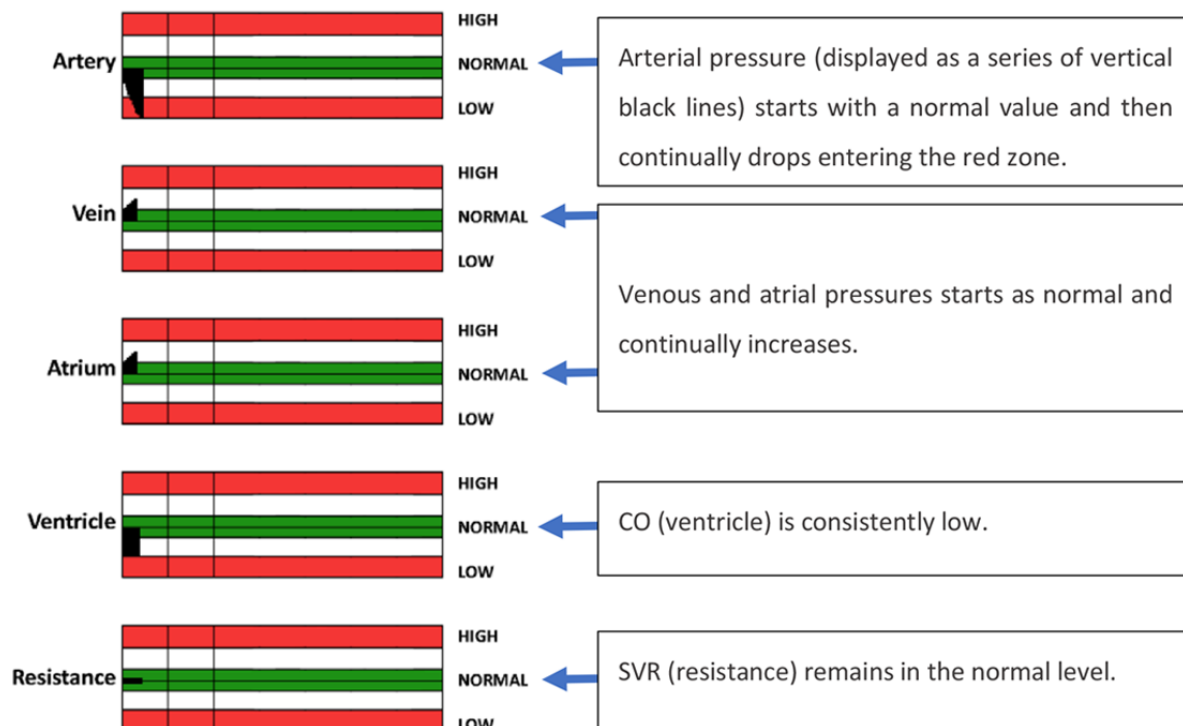 HIGH
Artery
NORMAL
LOW
Arterial pressure (displayed as a series of vertical
black lines) starts with a normal value and then
continually drops entering the red zone.
HIGH
Vein
NORMAL
LOW
HIGH
Atrium
NORMAL
LOW
Venous and atrial pressures starts as normal and
continually increases.
HIGH
Ventricle
NORMAL
LOW
CO (ventricle) is consistently low.
HIGH
Resistance
NORMAL
LOW
SVR (resistance) remains in the normal level.